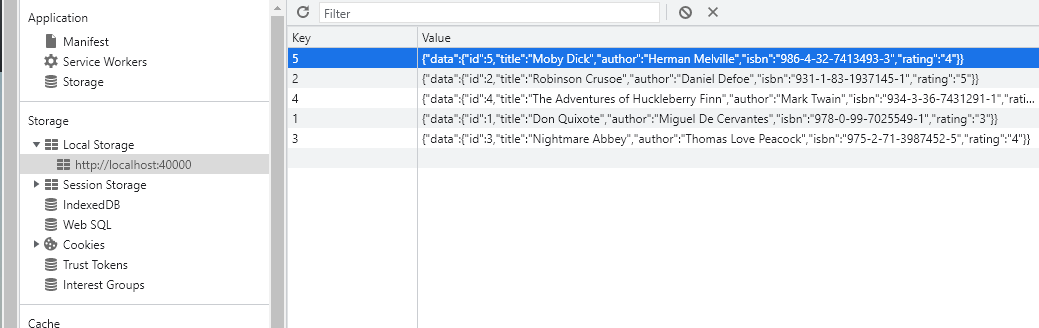 Application
Manifest
Service Workers
Storage
Storage
Local Storage
http://localhost:40000
Session Storage
IndexedDB
Web SQL
Cookies
Trust Tokens
Interest Groups
Cache
Filter
Key Value
5 {"data":{"id":5,"title":"Moby Dick","author":"Herman Melville","isbn":"986-4-32-7413493-3","rating":"4"}}
2 {"data":{"id":2,"title":"Robinson Crusoe","author":"Daniel Defoe","isbn":"931-1-83-1937145-1","rating":"5"}}
4 {"data":{"id":4,"title":"The Adventures of Huckleberry Finn","author":"Mark Twain","isbn":"934-3-36-7431291-1","rati...
1 {"data":{"id":1,"title":"Don Quixote","author":"Miguel De Cervantes","isbn":"978-0-99-7025549-1","rating":"3"}}
3 {"data":{"id":3,"title":"Nightmare Abbey","author":"Thomas Love Peacock","isbn":"975-2-71-3987452-5","rating":"4"}}